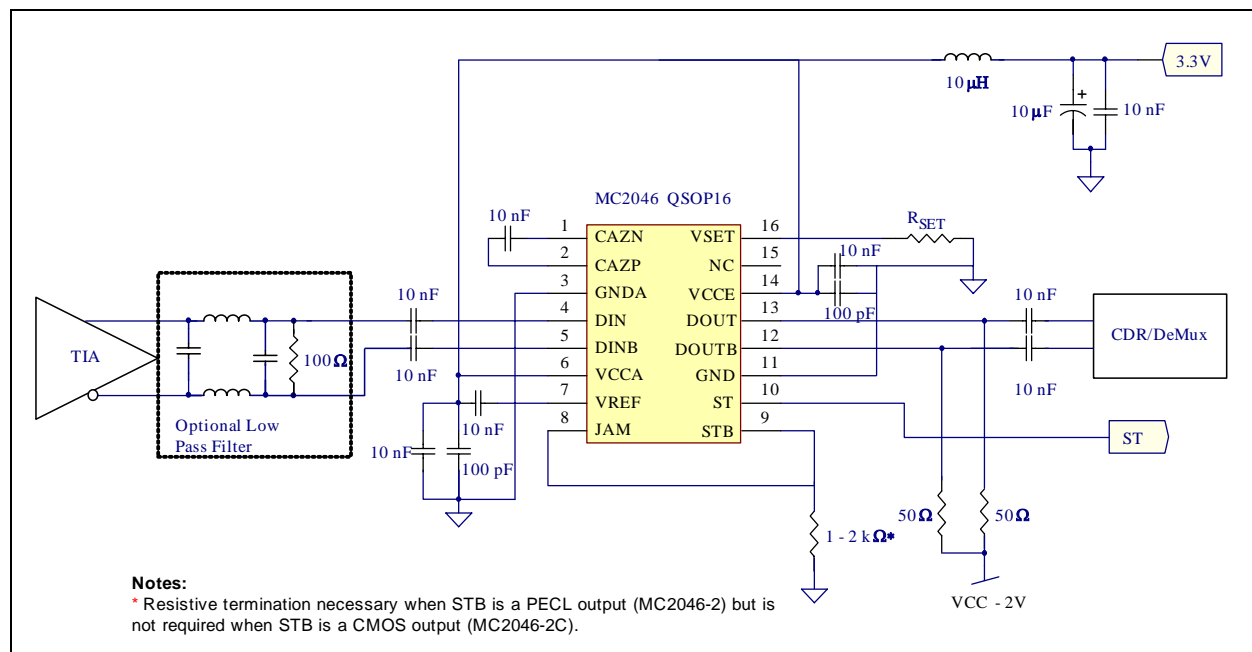 3.3V
10 µH
10 µF
+
10 nF
MC2046 QSOP16
10 nF
1
CAZN
VSET
16
RSET
2
CAZP
NC
15
10 nF
3
GNDA
VCCE
14
100 pF
10 nF
4
DIN
DOUT
13
10 nF
CDR/DeMux
TIA
100Ω
5
DINB
DOUTB
12
10 nF
10 nF
6
VCCA
GND
11
7
VREF
ST
10
ST
8
JAM
STB
9
Optional Low
Pass Filter
10 nF
10 nF
100 pF
50Ω
50Ω
1 - 2 kΩ*
VCC - 2V
Notes:
* Resistive termination necessary when STB is a PECL output (MC2046-2) but is
not required when STB is a CMOS output (MC2046-2C).